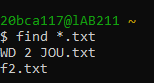 20bca117@lAB211 ~
$ find *.txt
WD 2 JOU.txt
f2.txt